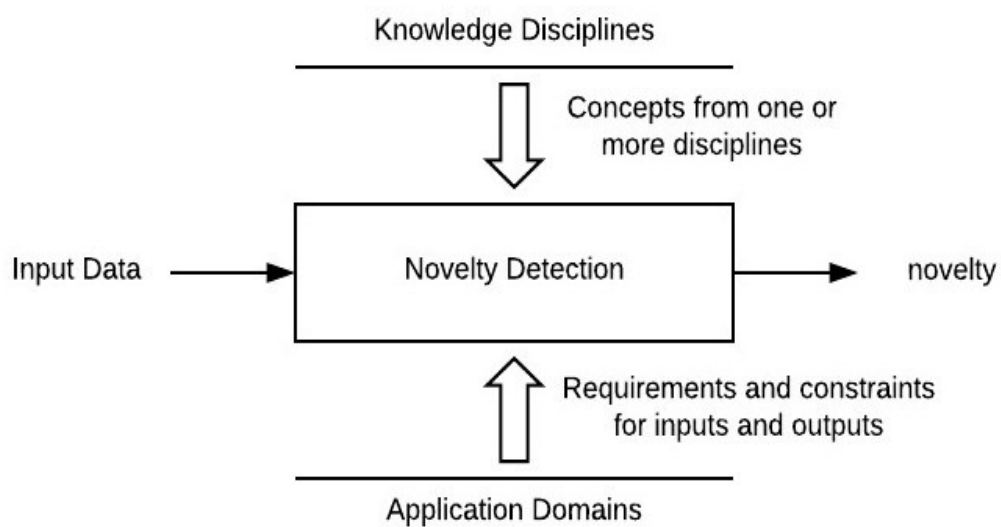 Knowledge Disciplines
Concepts from one or
more disciplines
Input Data
Novelty Detection
novelty
Requirements and constraints
for inputs and outputs
Application Domains